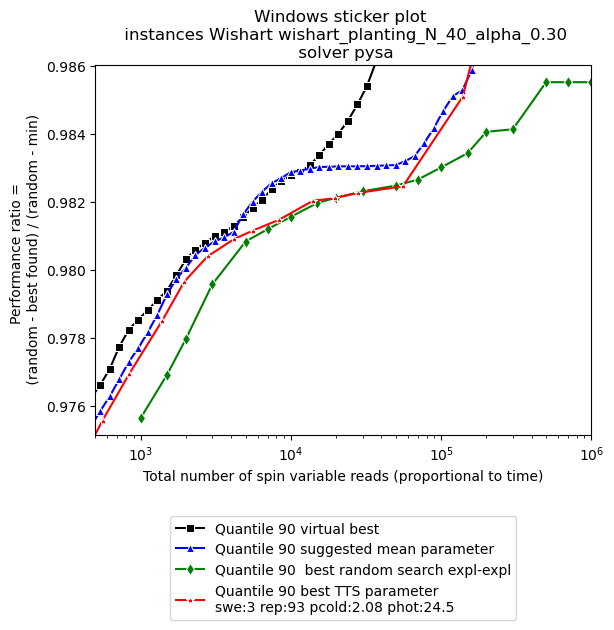 Windows sticker plot
instances Wishart wishart_planting_N_40_alpha_0.30
solver pysa
Performance ratio =
(random - best found) / (random - min)
0.986
0.984
0.982
0.980
0.978
0.976
10³
10⁴
10⁵
10⁶
Total number of spin variable reads (proportional to time)
Quantile 90 virtual best
Quantile 90 suggested mean parameter
Quantile 90  best random search expl-expl
Quantile 90 best TTS parameter
swe:3 rep:93 pcold:2.08 phot:24.5